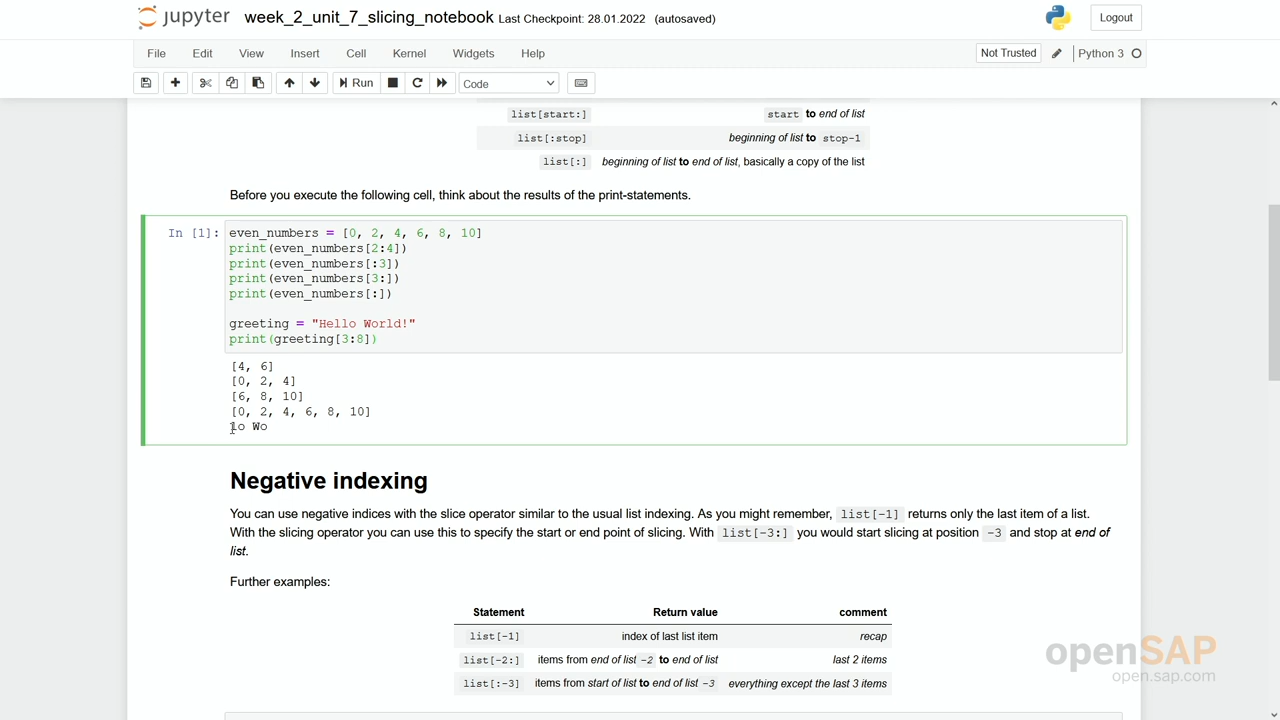 jupyter week_2_unit_7_slicing_notebook Last Checkpoint: 28.01.2022 (autosaved) Logout
File Edit View Insert Cell Kernel Widgets Help Not Trusted Python 3
Run Code
list[start:] start to end of list
list[:stop] beginning of list to stop-1
list[:] beginning of list to end of list, basically a copy of the list
Before you execute the following cell, think about the results of the print-statements.
In [1]: even_numbers = [0, 2, 4, 6, 8, 10]
print(even_numbers[2:4])
print(even_numbers[:3])
print(even_numbers[3:])
print(even_numbers[:])
greeting = "Hello World!"
print(greeting[3:8])
[4, 6]
[0, 2, 4]
[6, 8, 10]
[0, 2, 4, 6, 8, 10]
lo Wo
Negative indexing
You can use negative indices with the slice operator similar to the usual list indexing. As you might remember, list[-1] returns only the last item of a list.
With the slicing operator you can use this to specify the start or end point of slicing. With list[-3:] you would start slicing at position -3 and stop at end of
list.
Further examples:
Statement Return value comment
list[-1] index of last list item recap
list[-2:] items from end of list -2 to end of list last 2 items
list[:-3] items from start of list to end of list -3 everything except the last 3 items
openSAP
open.sap.com